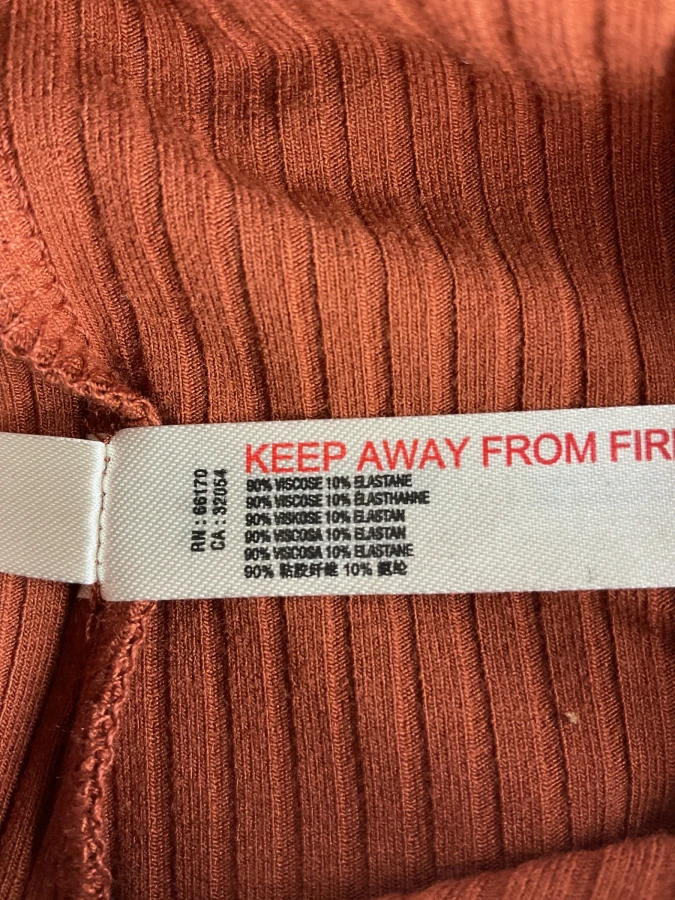 KEEP AWAY FROM FIR
RN : 66170
CA : 32054
90% VISCOSE 10% ELASTANE
90% VISCOSE 10% ÉLASTHANNE
90% VISKOSE 10% ELASTAN
90% VISCOSA 10% ELASTAN
90% VISCOSA 10% ELASTANE
90% 粘胶纤维 10% 氨纶